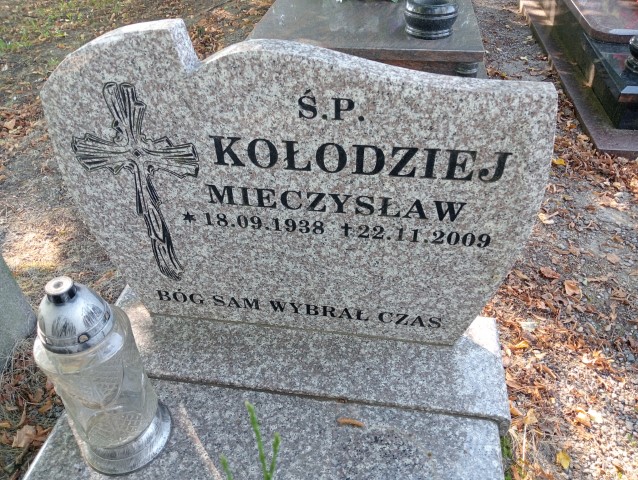 Ś.P.
KOŁODZIEJ
MIECZYSŁAW
* 18.09.1938 ✝ 22.11.2009
BÓG SAM WYBRAŁ CZAS